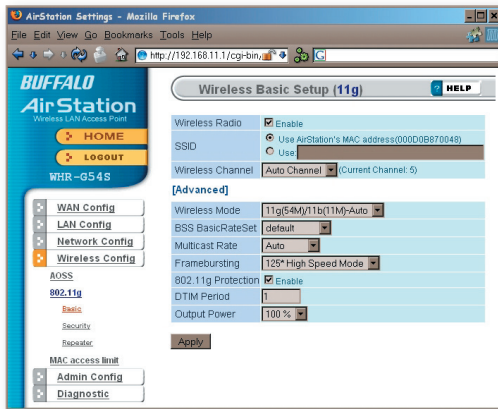 AirStation Settings - Mozilla Firefox
File Edit View Go Bookmarks Tools Help
http://192.168.11.1/cgi-bin/
BUFFALO
AirStation
Wireless LAN Access Point
HOME
LOGOUT
WHR-G54S
WAN Config
LAN Config
Network Config
Wireless Config
AOSS
802.11g
Basic
Security
Repeater
MAC access limit
Admin Config
Diagnostic
Wireless Basic Setup (11g)
? HELP
Wireless Radio Enable
SSID Use AirStation's MAC address(000D0B870048)
Use:
Wireless Channel Auto Channel (Current Channel: 5)
[Advanced]
Wireless Mode 11g(54M)/11b(11M)-Auto
BSS BasicRateSet default
Multicast Rate Auto
Framebursting 125* High Speed Mode
802.11g Protection Enable
DTIM Period 1
Output Power 100 %
Apply